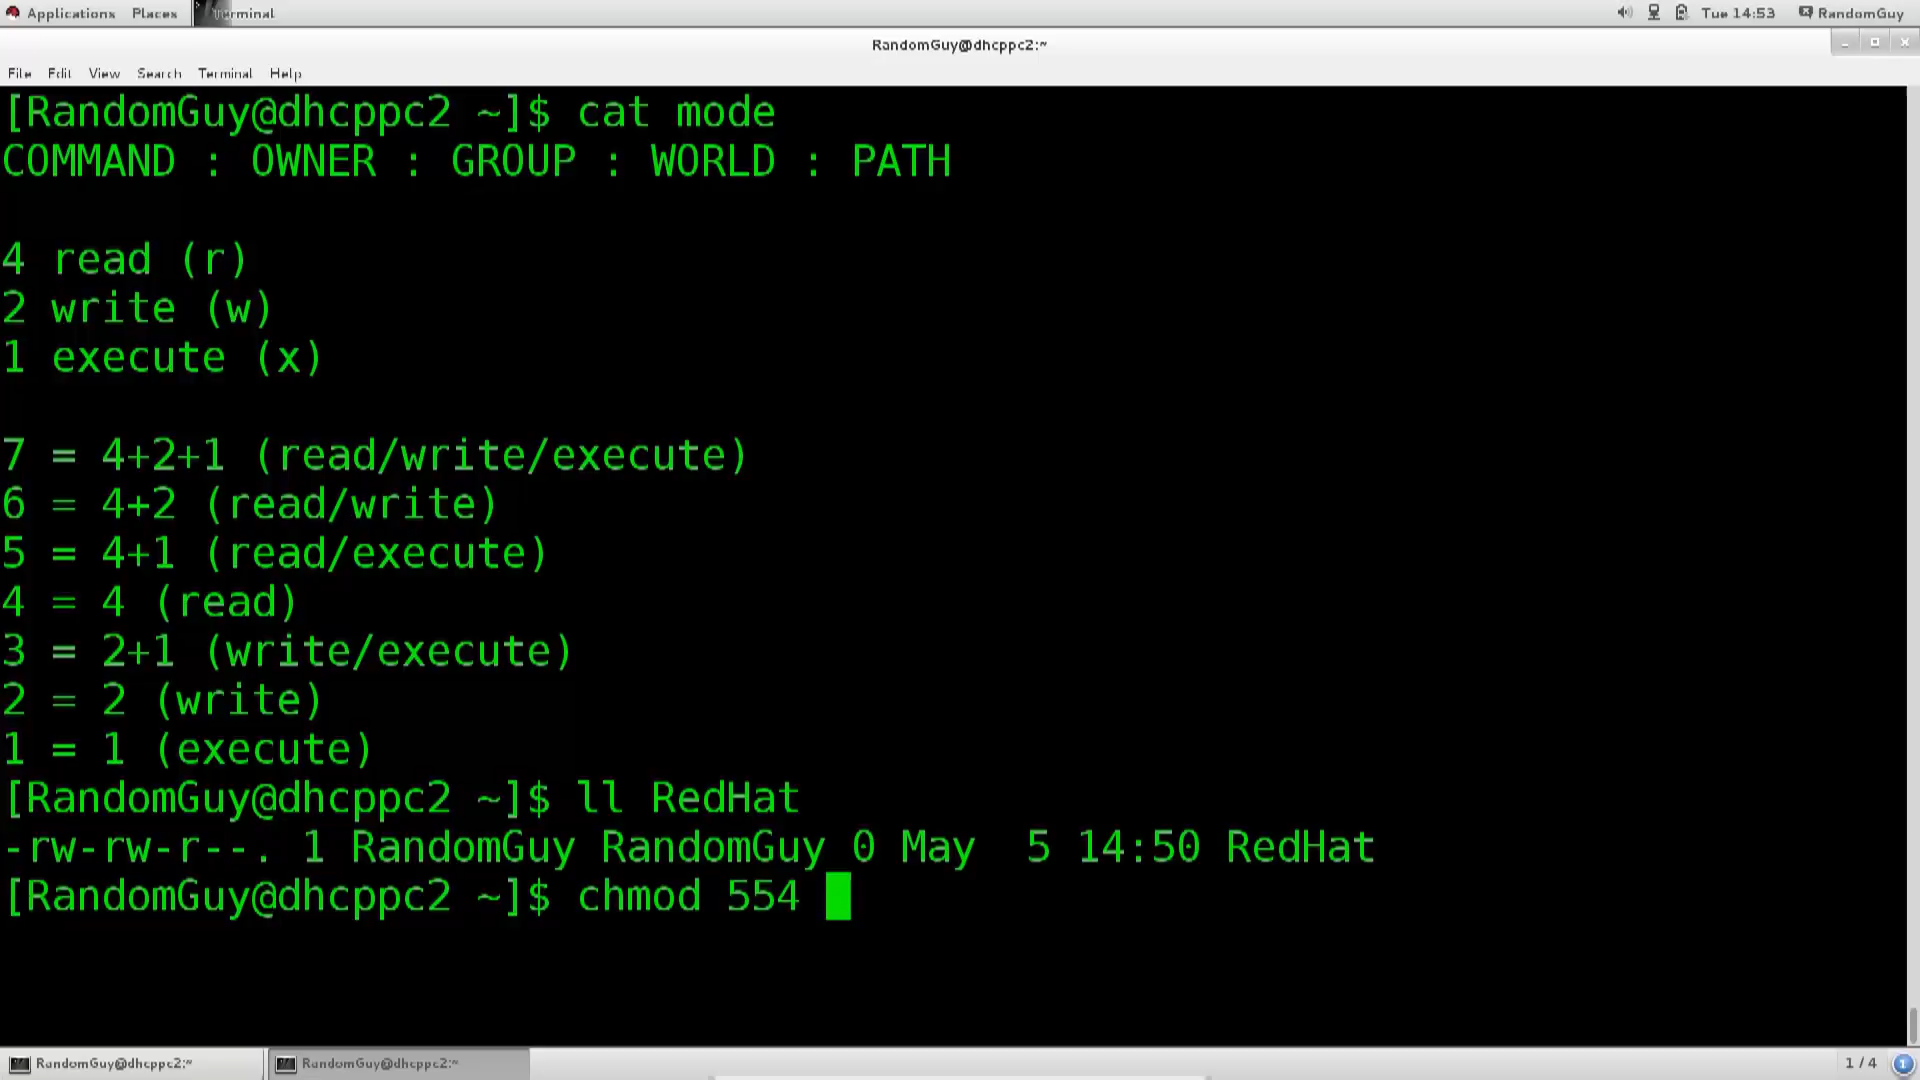 Applications Places Terminal Tue 14:53 RandomGuy
RandomGuy@dhcppc2:~
File Edit View Search Terminal Help
[RandomGuy@dhcppc2 ~]$ cat mode
COMMAND : OWNER : GROUP : WORLD : PATH
4 read (r)
2 write (w)
1 execute (x)
7 = 4+2+1 (read/write/execute)
6 = 4+2 (read/write)
5 = 4+1 (read/execute)
4 = 4 (read)
3 = 2+1 (write/execute)
2 = 2 (write)
1 = 1 (execute)
[RandomGuy@dhcppc2 ~]$ ll RedHat
-rw-rw-r--. 1 RandomGuy RandomGuy 0 May  5 14:50 RedHat
[RandomGuy@dhcppc2 ~]$ chmod 554
RandomGuy@dhcppc2:~ RandomGuy@dhcppc2:~ 1 / 4 1